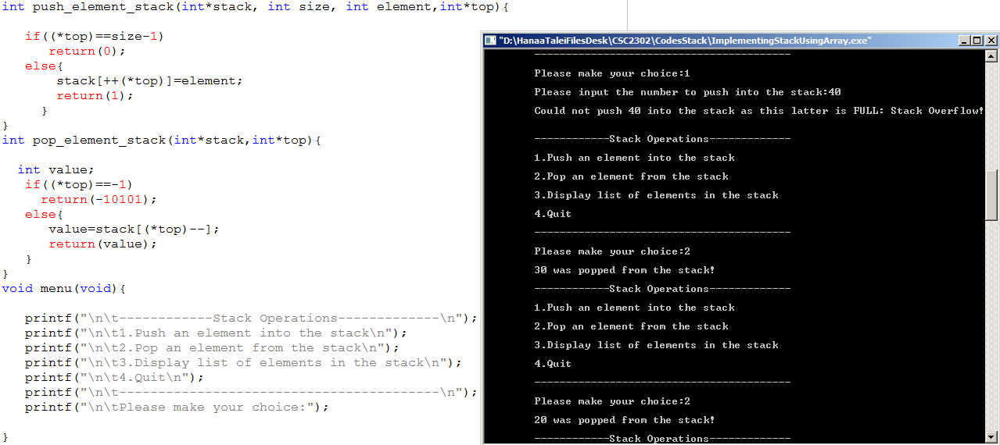 int push_element_stack(int*stack, int size, int element,int*top){
if((*top)==size-1)
return(0);
else{
stack[++(*top)]=element;
return(1);
}
}
int pop_element_stack(int*stack,int*top){
int value;
if((*top)==-1)
return(-10101);
else{
value=stack[(*top)--];
return(value);
}
}
void menu(void){
printf("\n\t------------Stack Operations-------------\n");
printf("\n\t1.Push an element into the stack\n");
printf("\n\t2.Pop an element from the stack\n");
printf("\n\t3.Display list of elements in the stack\n");
printf("\n\t4.Quit\n");
printf("\n\t-----------------------------------------\n");
printf("\n\tPlease make your choice:");
}
"D:\HanaaTaleiFilesDesk\CSC2302\CodesStack\ImplementingStackUsingArray.exe"
-----------------------------------------
Please make your choice:1
Please input the number to push into the stack:40
Could not push 40 into the stack as this latter is FULL: Stack Overflow!
------------Stack Operations-------------
1.Push an element into the stack
2.Pop an element from the stack
3.Display list of elements in the stack
4.Quit
-----------------------------------------
Please make your choice:2
30 was popped from the stack!
------------Stack Operations-------------
1.Push an element into the stack
2.Pop an element from the stack
3.Display list of elements in the stack
4.Quit
-----------------------------------------
Please make your choice:2
20 was popped from the stack!
------------Stack Operations-------------